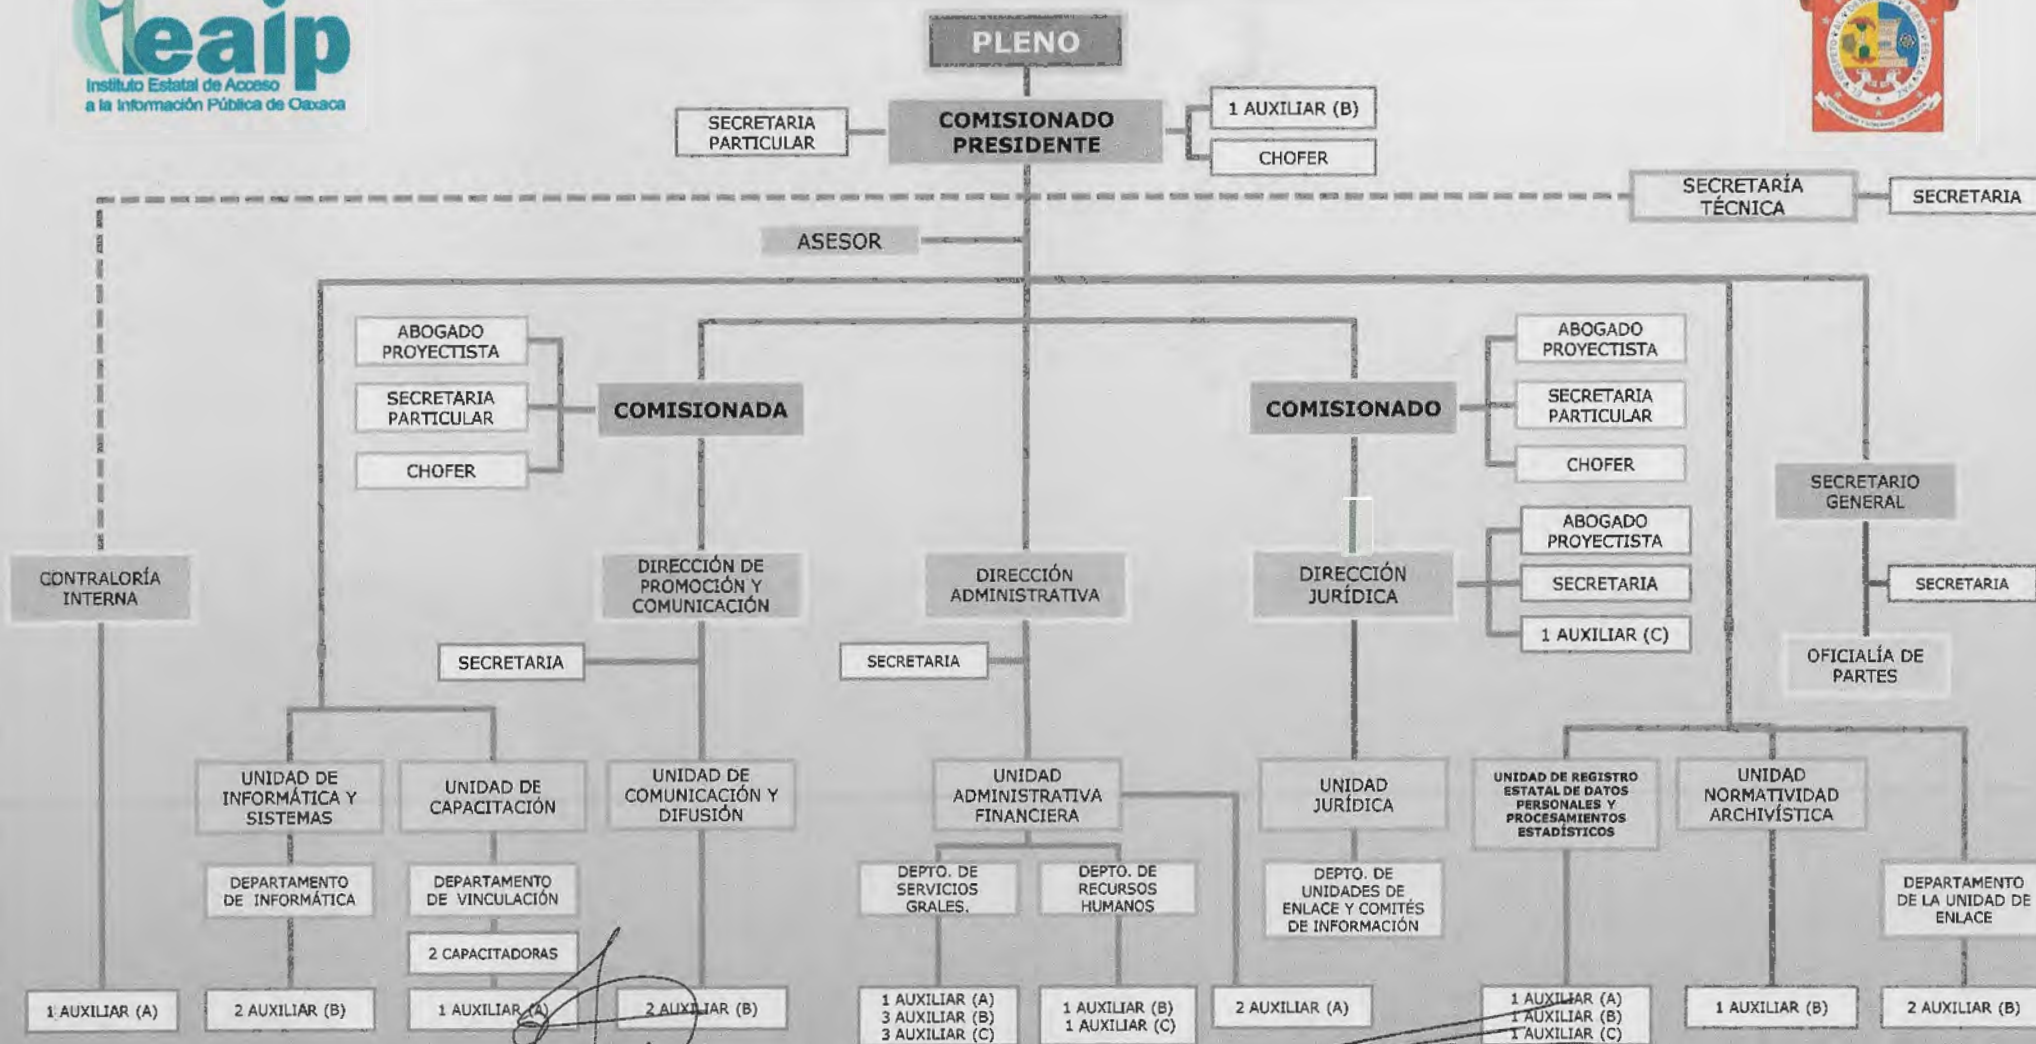 ieaip
Instituto Estatal de Acceso
a la Información Pública de Oaxaca
PLENO
SECRETARIA
PARTICULAR
COMISIONADO
PRESIDENTE
1 AUXILIAR (B)
CHOFER
SECRETARÍA
TÉCNICA
SECRETARIA
ASESOR
ABOGADO
PROYECTISTA
SECRETARIA
PARTICULAR
CHOFER
COMISIONADA
COMISIONADO
ABOGADO
PROYECTISTA
SECRETARIA
PARTICULAR
CHOFER
SECRETARIO
GENERAL
CONTRALORÍA
INTERNA
DIRECCIÓN DE
PROMOCIÓN Y
COMUNICACIÓN
DIRECCIÓN
ADMINISTRATIVA
DIRECCIÓN
JURÍDICA
ABOGADO
PROYECTISTA
SECRETARIA
1 AUXILIAR (C)
SECRETARIA
OFICIALÍA DE
PARTES
SECRETARIA
SECRETARIA
UNIDAD DE
INFORMÁTICA Y
SISTEMAS
UNIDAD DE
CAPACITACIÓN
UNIDAD DE
COMUNICACIÓN Y
DIFUSIÓN
UNIDAD
ADMINISTRATIVA
FINANCIERA
UNIDAD
JURÍDICA
UNIDAD DE REGISTRO
ESTATAL DE DATOS
PERSONALES Y
PROCESAMIENTOS
ESTADÍSTICOS
UNIDAD
NORMATIVIDAD
ARCHIVÍSTICA
DEPARTAMENTO
DE INFORMÁTICA
DEPARTAMENTO
DE VINCULACIÓN
DEPTO. DE
SERVICIOS
GRALES.
DEPTO. DE
RECURSOS
HUMANOS
DEPTO. DE
UNIDADES DE
ENLACE Y COMITÉS
DE INFORMACIÓN
DEPARTAMENTO
DE LA UNIDAD DE
ENLACE
2 CAPACITADORAS
1 AUXILIAR (A)
2 AUXILIAR (B)
1 AUXILIAR (A)
2 AUXILIAR (B)
1 AUXILIAR (A)
3 AUXILIAR (B)
3 AUXILIAR (C)
1 AUXILIAR (B)
1 AUXILIAR (C)
2 AUXILIAR (A)
1 AUXILIAR (A)
1 AUXILIAR (B)
1 AUXILIAR (C)
1 AUXILIAR (B)
2 AUXILIAR (B)